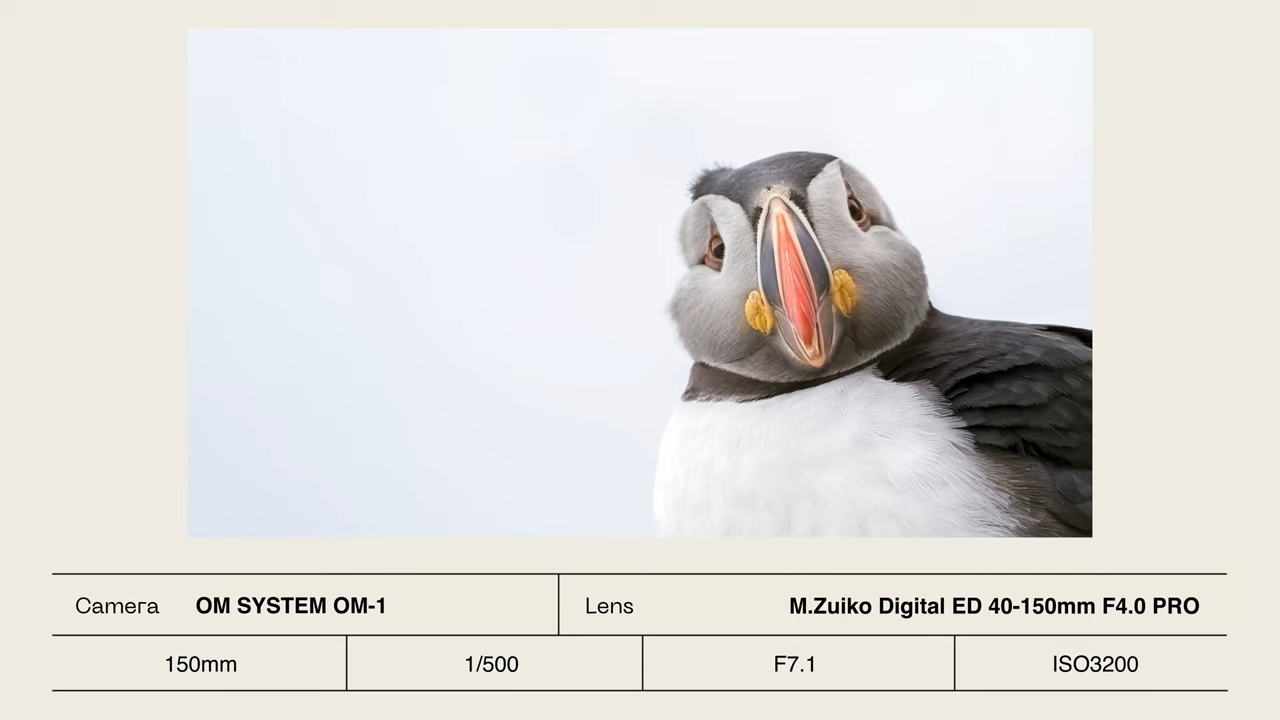 Camera OM SYSTEM OM-1 Lens M.Zuiko Digital ED 40-150mm F4.0 PRO
150mm 1/500 F7.1 ISO3200